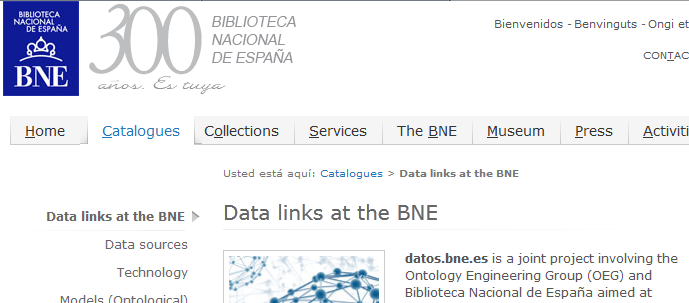 BIBLIOTECA
NACIONAL
DE ESPAÑA
BNE
300
años. Es tuya
BIBLIOTECA
NACIONAL
DE ESPAÑA
Bienvenidos - Benvinguts - Ongi et
CONTAC
Home Catalogues Collections Services The BNE Museum Press Activiti
Usted está aquí: Catalogues > Data links at the BNE
Data links at the BNE
Data sources
Technology
Models (Ontological)
Data links at the BNE
datos.bne.es is a joint project involving the
Ontology Engineering Group (OEG) and
Biblioteca Nacional de España aimed at